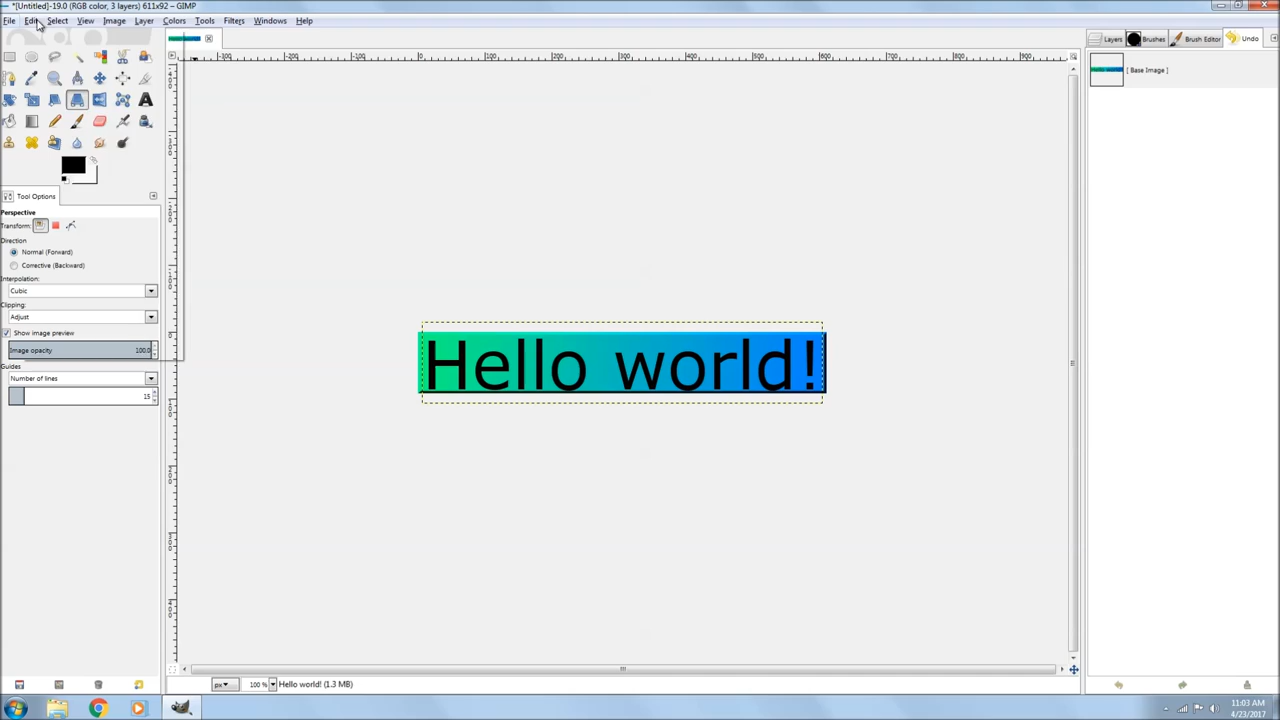 *[Untitled]-19.0 (RGB color, 3 layers) 611x92 – GIMP
File Edit Select View Image Layer Colors Tools Filters Windows Help
Layers Brushes Brush Editor Undo
[ Base Image ]
Tool Options
Perspective
Transform:
Direction
Normal (Forward)
Corrective (Backward)
Interpolation:
Cubic
Clipping:
Adjust
Show image preview
Image opacity 100.0
Guides
Number of lines
15
Hello world!
px 100 % Hello world! (1.3 MB)
11:03 AM
4/23/2017